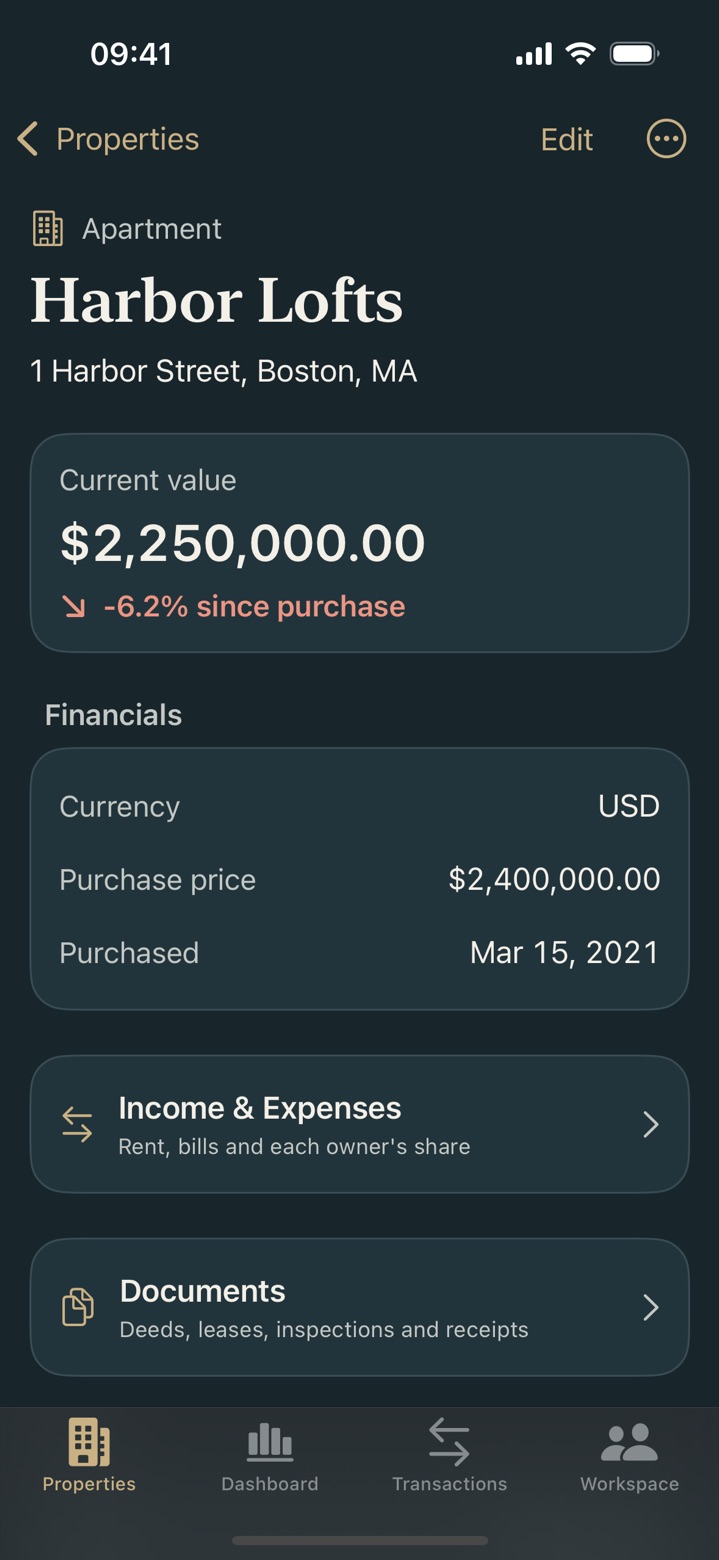 09:41
Properties
Edit
Apartment
Harbor Lofts
1 Harbor Street, Boston, MA
Current value
$2,250,000.00
-6.2% since purchase
Financials
Currency USD
Purchase price $2,400,000.00
Purchased Mar 15, 2021
Income & Expenses
Rent, bills and each owner's share
Documents
Deeds, leases, inspections and receipts
Properties Dashboard Transactions Workspace